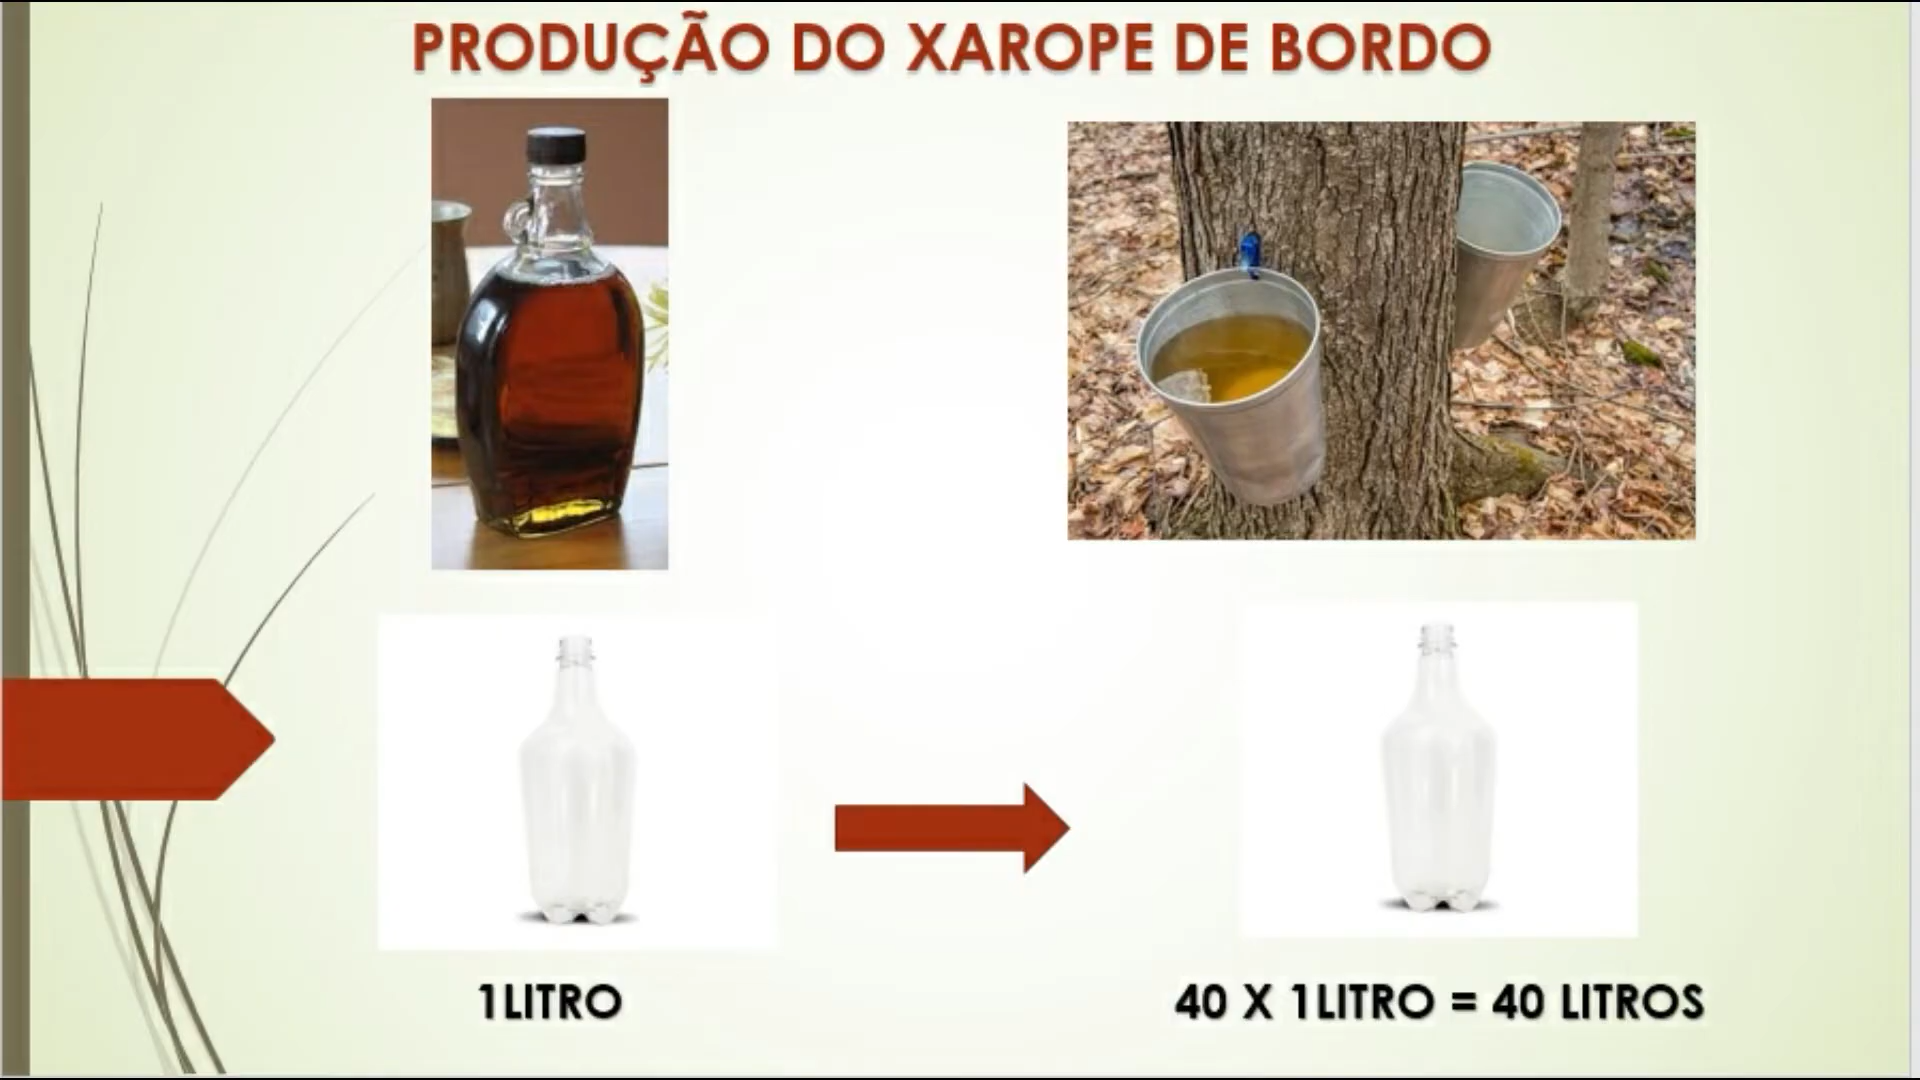 PRODUÇÃO DO XAROPE DE BORDO
1LITRO
40 X 1LITRO = 40 LITROS